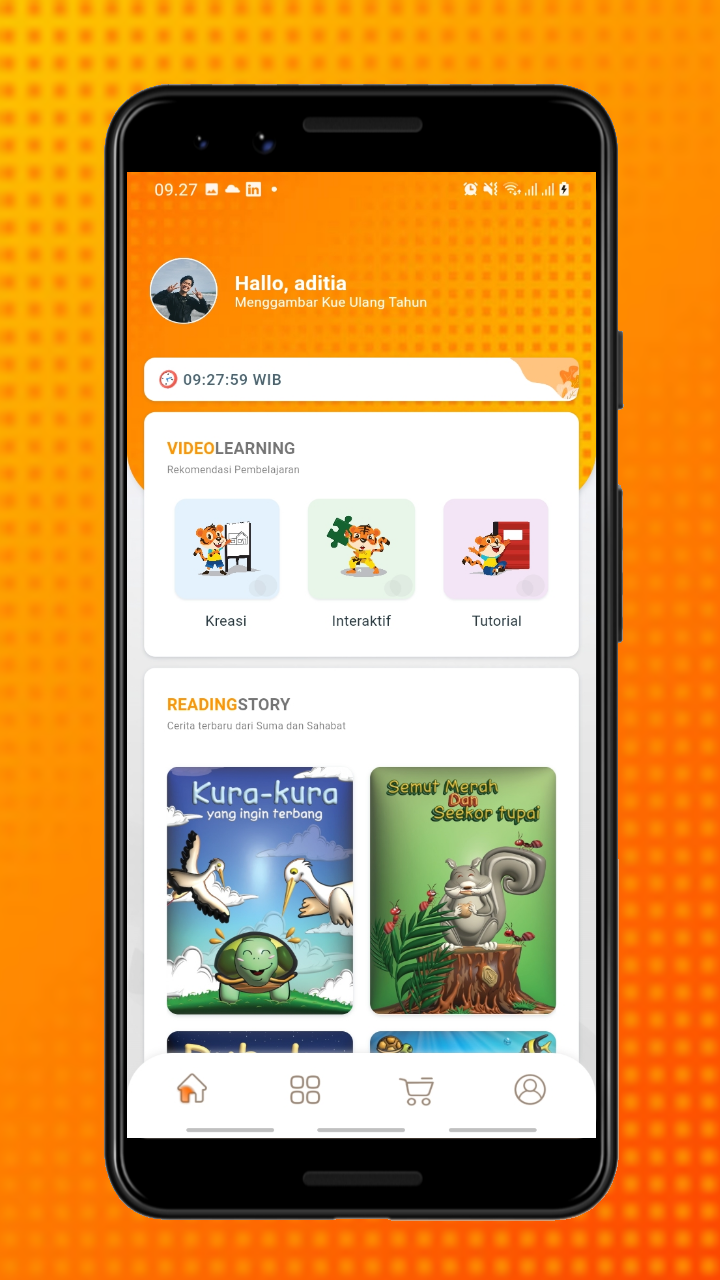 09.27
Hallo, aditia
Menggambar Kue Ulang Tahun
09:27:59 WIB
VIDEOLEARNING
Rekomendasi Pembelajaran
Kreasi
Interaktif
Tutorial
READINGSTORY
Cerita terbaru dari Suma dan Sahabat
Kura-kura
yang ingin terbang
Semut Merah
Dan
Seekor tupai